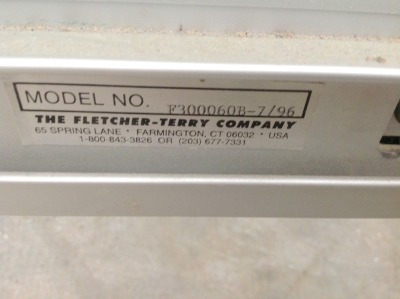 MODEL NO. F300060B-7/96
THE FLETCHER-TERRY COMPANY
65 SPRING LANE * FARMINGTON, CT 06032 * USA
1-800-843-3826 OR (203) 677-7331